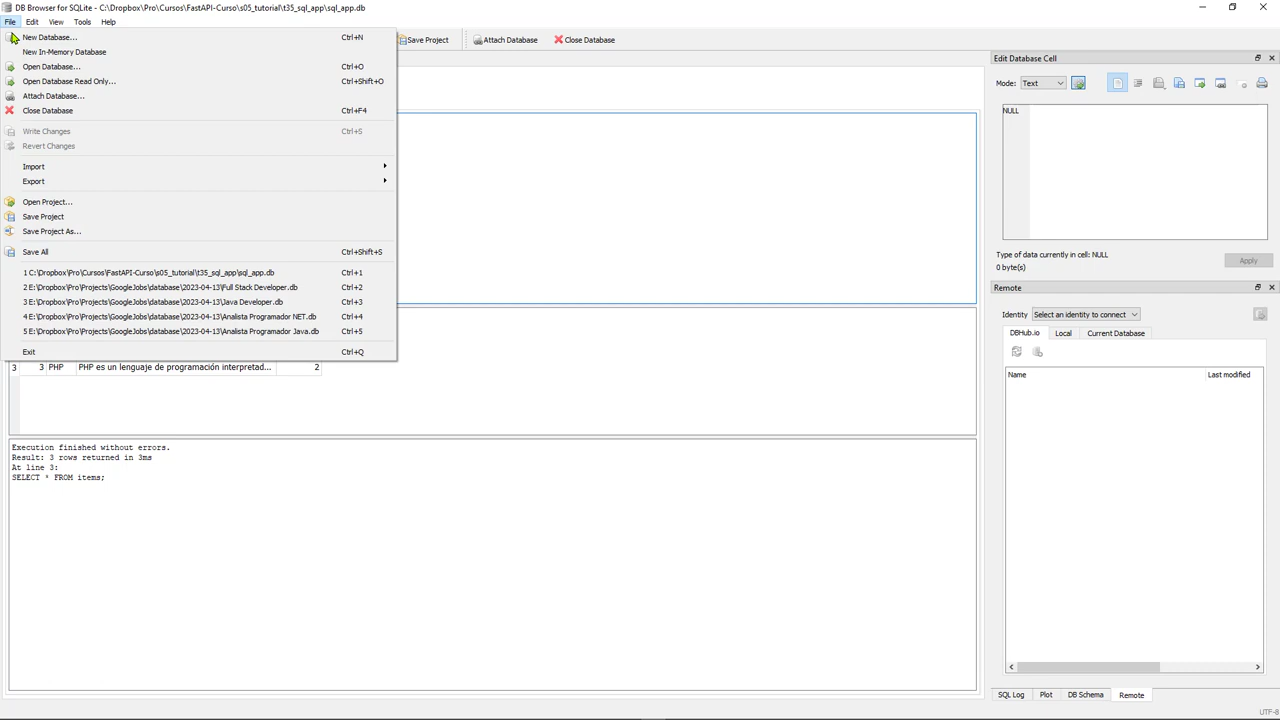 DB Browser for SQLite - C:\Dropbox\Pro\Cursos\FastAPI-Curso\s05_tutorial\t35_sql_app\sql_app.db
File Edit View Tools Help
New Database... Ctrl+N
Save Project Attach Database Close Database
New In-Memory Database
Open Database... Ctrl+O
Open Database Read Only... Ctrl+Shift+O
Attach Database...
Close Database Ctrl+F4
Write Changes Ctrl+S
Revert Changes
Import
Export
Open Project...
Save Project
Save Project As...
Save All Ctrl+Shift+S
1 C:\Dropbox\Pro\Cursos\FastAPI-Curso\s05_tutorial\t35_sql_app\sql_app.db Ctrl+1
2 E:\Dropbox\Pro\Projects\GoogleJobs\database\2023-04-13\Full Stack Developer.db Ctrl+2
3 E:\Dropbox\Pro\Projects\GoogleJobs\database\2023-04-13\Java Developer.db Ctrl+3
4 E:\Dropbox\Pro\Projects\GoogleJobs\database\2023-04-13\Analista Programador NET.db Ctrl+4
5 E:\Dropbox\Pro\Projects\GoogleJobs\database\2023-04-13\Analista Programador Java.db Ctrl+5
Exit Ctrl+Q
3 3 PHP PHP es un lenguaje de programación interpretad... 2
Execution finished without errors.
Result: 3 rows returned in 3ms
At line 3:
SELECT * FROM items;
Edit Database Cell
Mode: Text
NULL
Type of data currently in cell: NULL
0 byte(s)
Apply
Remote
Identity Select an identity to connect
DBHub.io Local Current Database
Name Last modified
SQL Log Plot DB Schema Remote
UTF-8